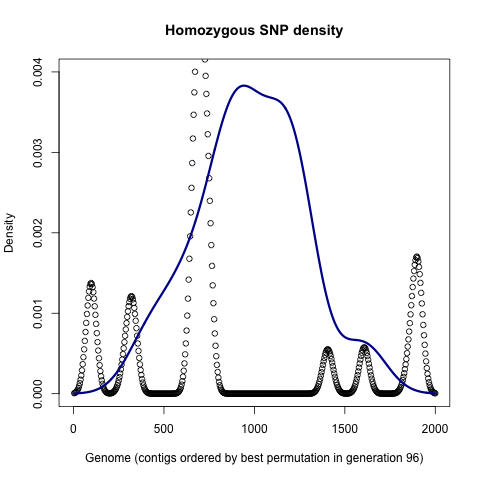 Homozygous SNP density
0.004
0.003
0.002
0.001
0.000
Density
0 500 1000 1500 2000
Genome (contigs ordered by best permutation in generation 96)